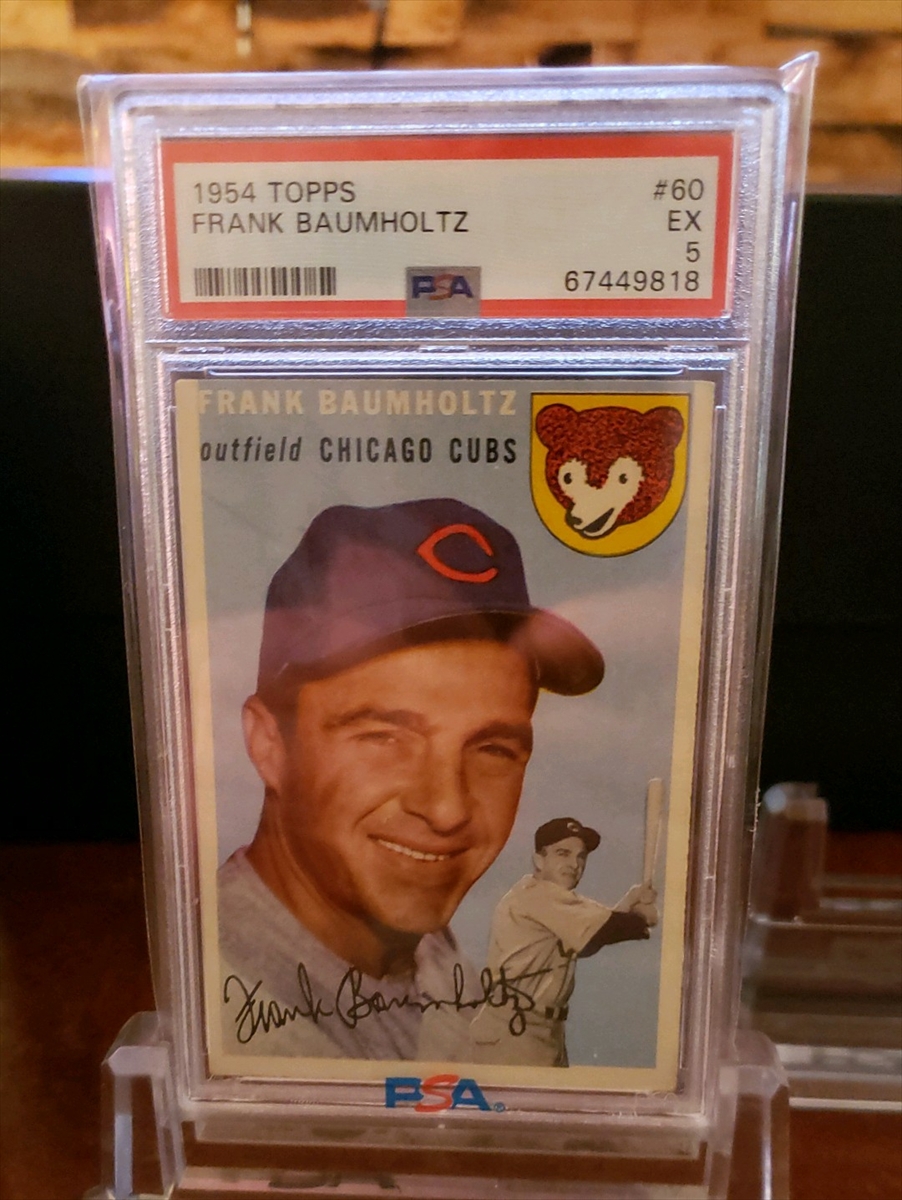 1954 TOPPS #60
FRANK BAUMHOLTZ EX
5
PSA 67449818
FRANK BAUMHOLTZ
outfield CHICAGO CUBS
C
C
Frank Baumholtz
PSA®